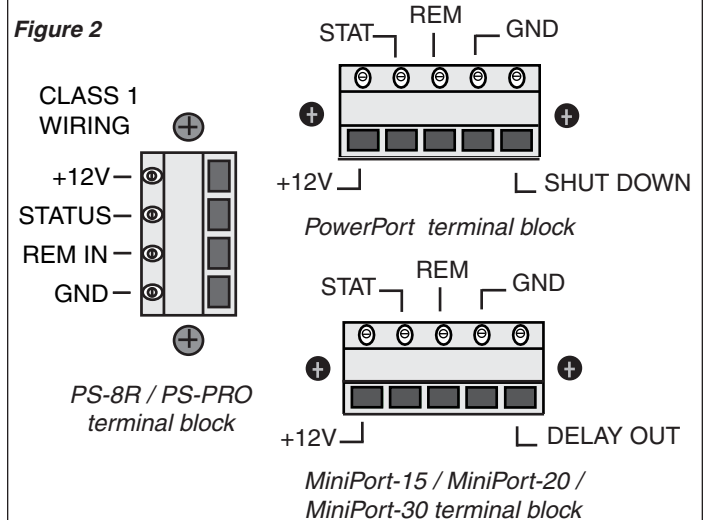 Figure 2
CLASS 1
WIRING
+12V
STATUS
REM IN
GND
PS-8R / PS-PRO
terminal block
STAT
REM
GND
+12V
SHUT DOWN
PowerPort terminal block
STAT
REM
GND
+12V
DELAY OUT
MiniPort-15 / MiniPort-20 /
MiniPort-30 terminal block